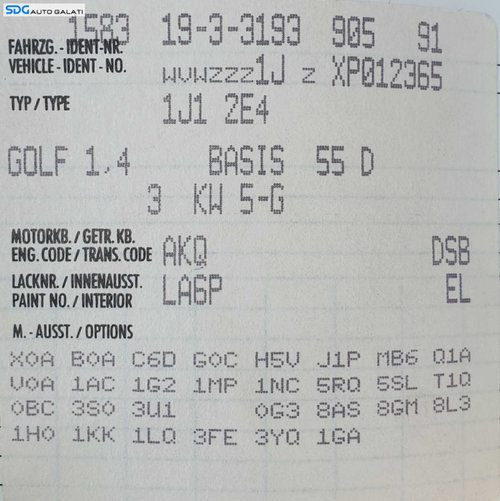 SDG AUTO GALATI
1583 19-3-3193 905 91
FAHRZG. - IDENT-NR.
VEHICLE - IDENT - NO. WVWZZZ1J Z XP012365
TYP / TYPE 1J1 2E4
GOLF 1,4 BASIS 55 D
3 KW 5-G
MOTORKB. / GETR. KB.
ENG. CODE / TRANS. CODE AKQ DSB
LACKNR. / INNENAUSST.
PAINT NO. / INTERIOR LA6P EL
M. - AUSST. / OPTIONS
X0A B0A C6D G0C H5V J1P MB6 Q1A
V0A 1AC 1G2 1MP 1NC 5RQ 5SL T1Q
0BC 3S0 3U1 0G3 8AS 8GM 8L3
1H0 1KK 1LQ 3FE 3YQ 1GA